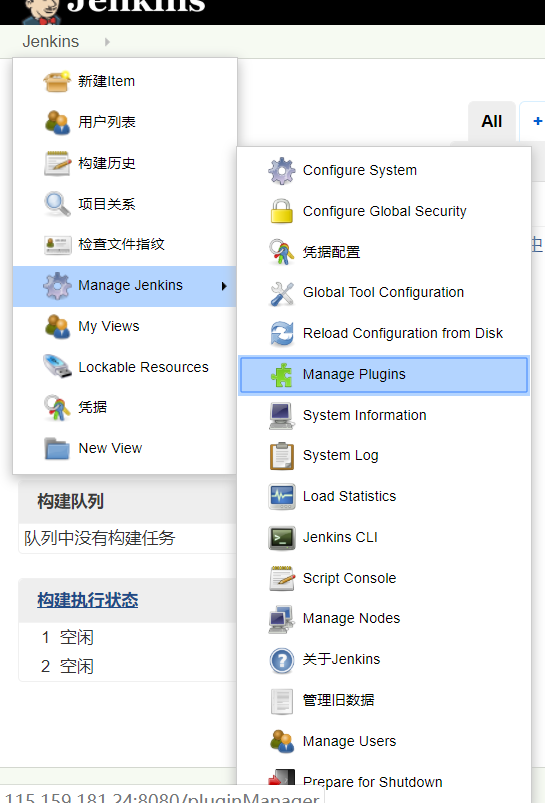 Jenkins
Jenkins
新建Item
用户列表
构建历史
项目关系
检查文件指纹
Manage Jenkins
My Views
Lockable Resources
凭据
New View
All
+
Configure System
Configure Global Security
凭据配置
Global Tool Configuration
Reload Configuration from Disk
Manage Plugins
System Information
System Log
Load Statistics
Jenkins CLI
Script Console
Manage Nodes
关于Jenkins
管理旧数据
Manage Users
Prepare for Shutdown
中
构建队列
队列中没有构建任务
构建执行状态
1 空闲
2 空闲
115.159.181.24:8080/pluginManager